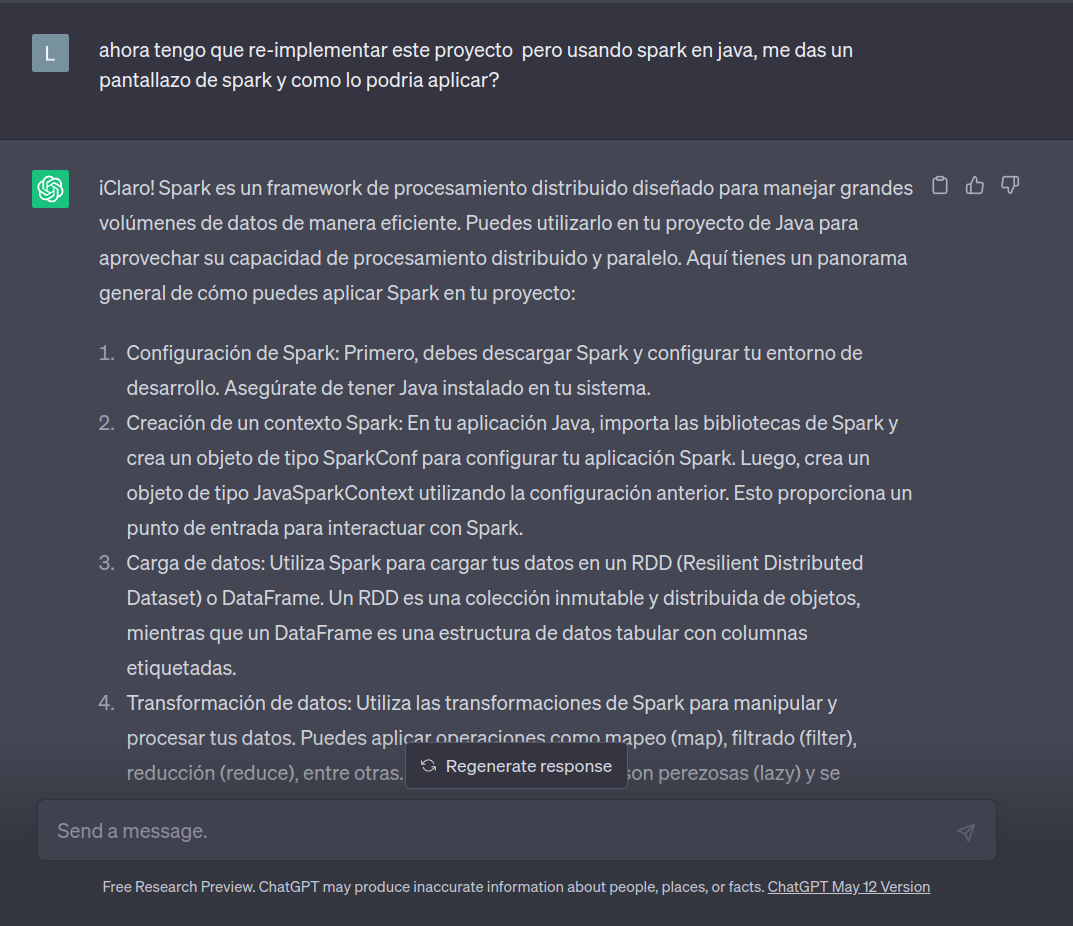 L
ahora tengo que re-implementar este proyecto pero usando spark en java, me das un
pantallazo de spark y como lo podria aplicar?
¡Claro! Spark es un framework de procesamiento distribuido diseñado para manejar grandes
volúmenes de datos de manera eficiente. Puedes utilizarlo en tu proyecto de Java para
aprovechar su capacidad de procesamiento distribuido y paralelo. Aquí tienes un panorama
general de cómo puedes aplicar Spark en tu proyecto:
1. Configuración de Spark: Primero, debes descargar Spark y configurar tu entorno de
desarrollo. Asegúrate de tener Java instalado en tu sistema.
2. Creación de un contexto Spark: En tu aplicación Java, importa las bibliotecas de Spark y
crea un objeto de tipo SparkConf para configurar tu aplicación Spark. Luego, crea un
objeto de tipo JavaSparkContext utilizando la configuración anterior. Esto proporciona un
punto de entrada para interactuar con Spark.
3. Carga de datos: Utiliza Spark para cargar tus datos en un RDD (Resilient Distributed
Dataset) o DataFrame. Un RDD es una colección inmutable y distribuida de objetos,
mientras que un DataFrame es una estructura de datos tabular con columnas
etiquetadas.
4. Transformación de datos: Utiliza las transformaciones de Spark para manipular y
procesar tus datos. Puedes aplicar operaciones como mapeo (map), filtrado (filter),
reducción (reduce), entre otras. son perezosas (lazy) y se
Regenerate response
Send a message.
Free Research Preview. ChatGPT may produce inaccurate information about people, places, or facts. ChatGPT May 12 Version